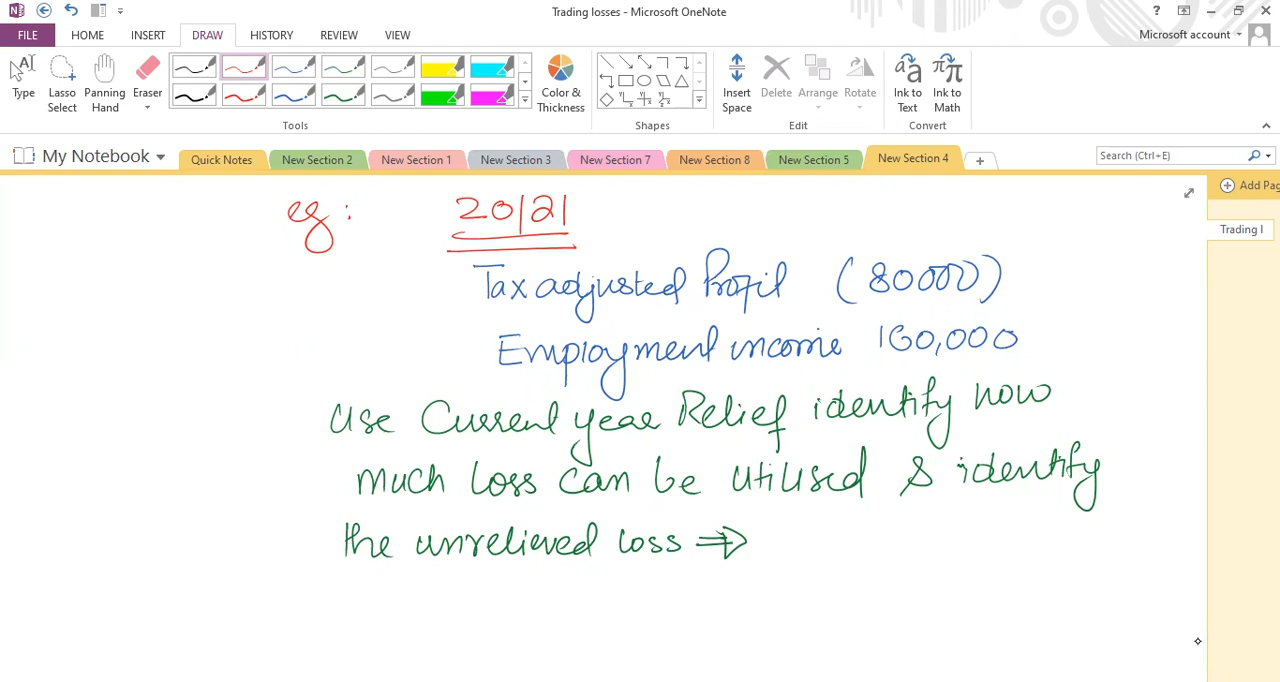 Trading losses - Microsoft OneNote
Microsoft account
FILE HOME INSERT DRAW HISTORY REVIEW VIEW
Type
Lasso Select
Panning Hand
Eraser
Color & Thickness
Insert Space
Delete
Arrange
Rotate
Ink to Text
Ink to Math
Tools Shapes Edit Convert
My Notebook Quick Notes New Section 2 New Section 1 New Section 3 New Section 7 New Section 8 New Section 5 New Section 4
Search (Ctrl+E)
Add Pag
Trading l
eg: 20/21
Tax adjusted Profit (80000)
Employment income 160,000
Use Current year Relief identify how
much loss can be utilised & identify
the unrelieved loss ⇒